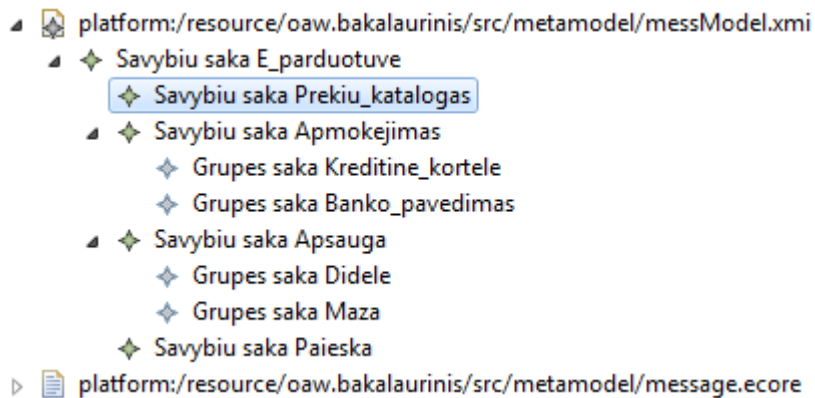 platform:/resource/oaw.bakalaurinis/src/metamodel/messModel.xmi
Savybiu saka E_parduotuve
Savybiu saka Prekiu_katalogas
Savybiu saka Apmokejimas
Grupes saka Kreditine_kortele
Grupes saka Banko_pavedimas
Savybiu saka Apsauga
Grupes saka Didele
Grupes saka Maza
Savybiu saka Paieska
platform:/resource/oaw.bakalaurinis/src/metamodel/message.ecore